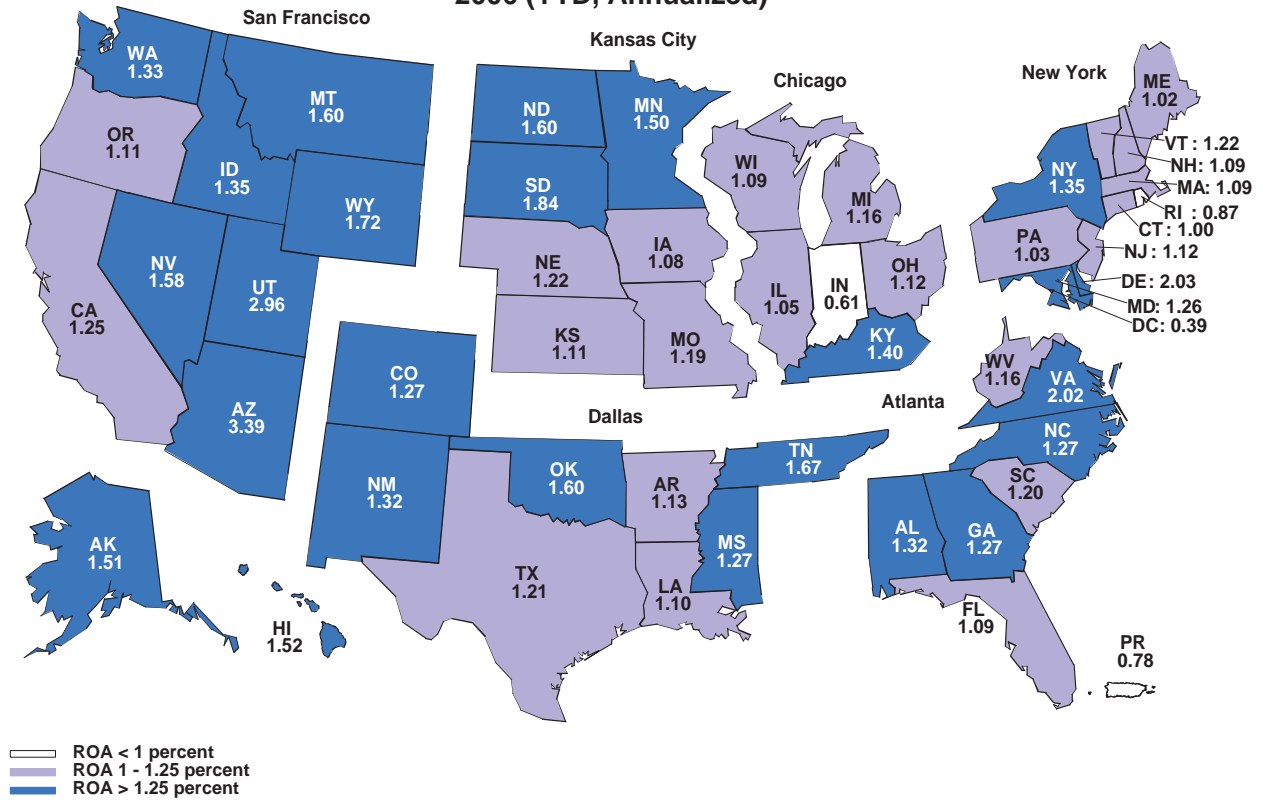 2006 (YTD, Annualized)
San Francisco
Kansas City
Chicago
New York
WA
1.33
MT
1.60
OR
1.11
ID
1.35
WY
1.72
NV
1.58
UT
2.96
CA
1.25
AZ
3.39
AK
1.51
HI
1.52
ND
1.60
MN
1.50
SD
1.84
NE
1.22
IA
1.08
KS
1.11
MO
1.19
CO
1.27
NM
1.32
Dallas
OK
1.60
AR
1.13
TX
1.21
LA
1.10
MS
1.27
TN
1.67
WI
1.09
MI
1.16
IL
1.05
IN
0.61
OH
1.12
KY
1.40
ME
1.02
VT : 1.22
NH: 1.09
MA: 1.09
RI : 0.87
CT: 1.00
NJ: 1.12
DE: 2.03
MD: 1.26
DC: 0.39
NY
1.35
PA
1.03
Atlanta
WV
1.16
VA
2.02
NC
1.27
SC
1.20
AL
1.32
GA
1.27
FL
1.09
PR
0.78
ROA < 1 percent
ROA 1 - 1.25 percent
ROA > 1.25 percent